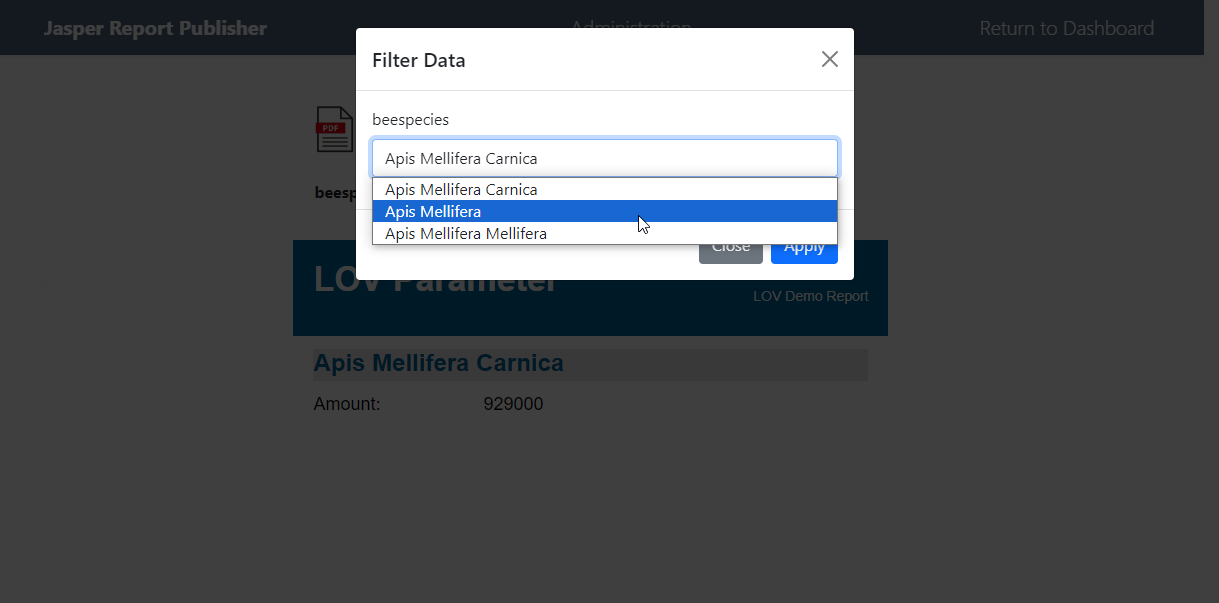 Jasper Report Publisher
Administration
Return to Dashboard
Filter Data
beespecies
Apis Mellifera Carnica
Apis Mellifera Carnica
Apis Mellifera
Apis Mellifera Mellifera
Close
Apply
PDF
beesp
LOV Parameter
LOV Demo Report
Apis Mellifera Carnica
Amount: 929000